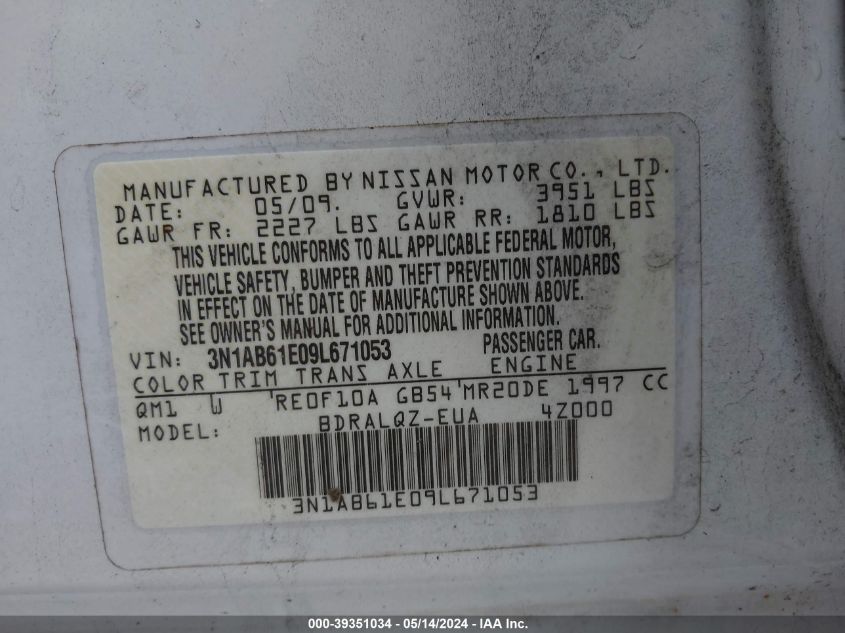 MANUFACTURED BY NISSAN MOTOR CO., LTD.
DATE: 05/09. GVWR: 3951 LBS
GAWR FR: 2227 LBS GAWR RR: 1810 LBS
THIS VEHICLE CONFORMS TO ALL APPLICABLE FEDERAL MOTOR,
VEHICLE SAFETY, BUMPER AND THEFT PREVENTION STANDARDS
IN EFFECT ON THE DATE OF MANUFACTURE SHOWN ABOVE.
SEE OWNER'S MANUAL FOR ADDITIONAL INFORMATION.
VIN: 3N1AB61E09L671053 PASSENGER CAR.
COLOR TRIM TRANS AXLE ENGINE
QM1 W RE0F10A GB54 MR20DE 1997 CC
MODEL: BDRALQZ-EUA 4Z000
3N1AB61E09L671053
000-39351034 - 05/14/2024 - IAA Inc.